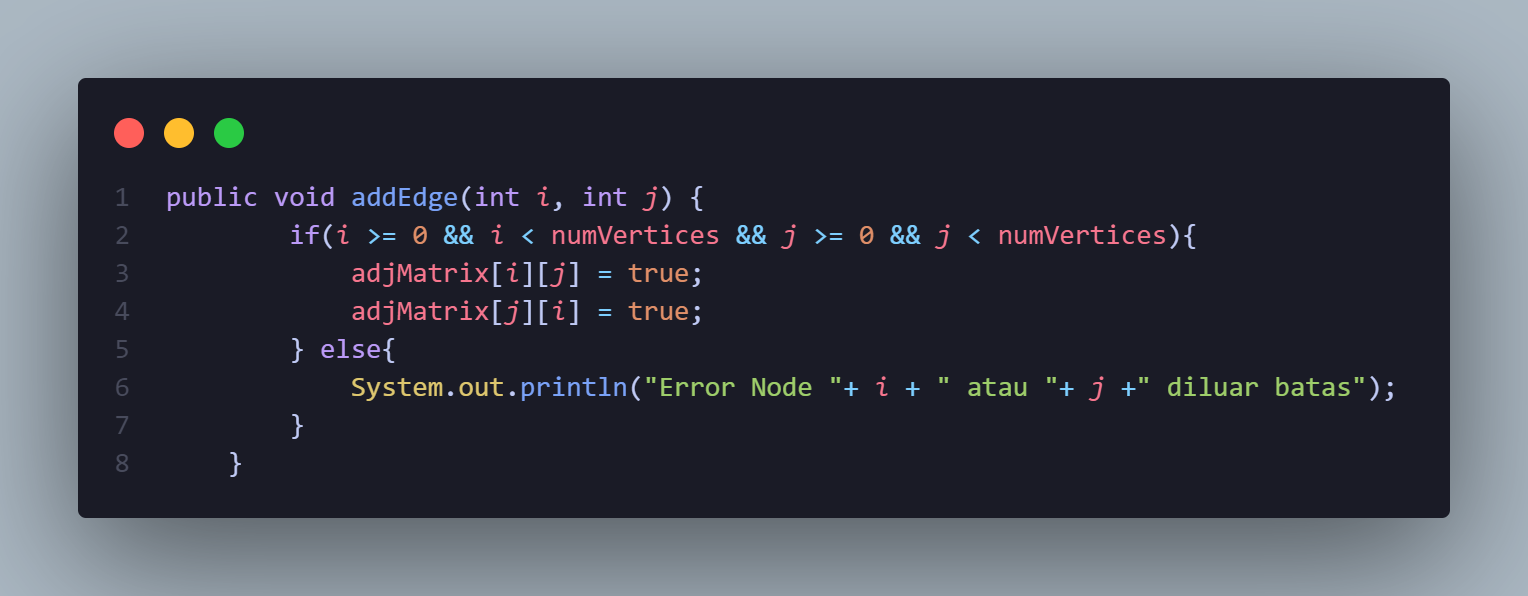 1 public void addEdge(int i, int j) {
2         if(i >= 0 && i < numVertices && j >= 0 && j < numVertices){
3             adjMatrix[i][j] = true;
4             adjMatrix[j][i] = true;
5         } else{
6             System.out.println("Error Node "+ i + " atau "+ j +" diluar batas");
7         }
8     }